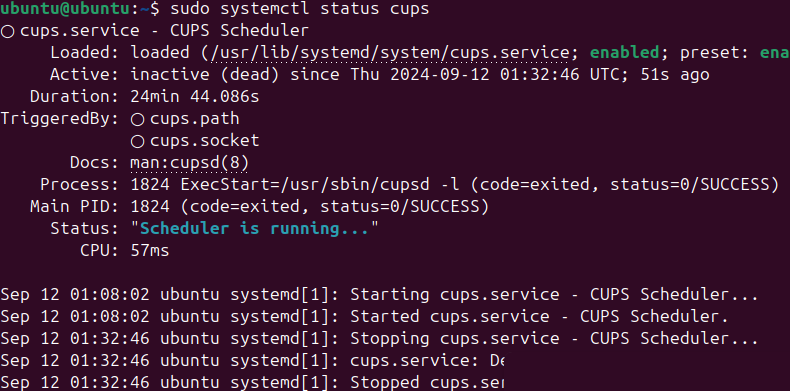 ubuntu@ubuntu:~$ sudo systemctl status cups
○ cups.service - CUPS Scheduler
Loaded: loaded (/usr/lib/systemd/system/cups.service; enabled; preset: ena
Active: inactive (dead) since Thu 2024-09-12 01:32:46 UTC; 51s ago
Duration: 24min 44.086s
TriggeredBy: ○ cups.path
○ cups.socket
Docs: man:cupsd(8)
Process: 1824 ExecStart=/usr/sbin/cupsd -l (code=exited, status=0/SUCCESS)
Main PID: 1824 (code=exited, status=0/SUCCESS)
Status: "Scheduler is running..."
CPU: 57ms
Sep 12 01:08:02 ubuntu systemd[1]: Starting cups.service - CUPS Scheduler...
Sep 12 01:08:02 ubuntu systemd[1]: Started cups.service - CUPS Scheduler.
Sep 12 01:32:46 ubuntu systemd[1]: Stopping cups.service - CUPS Scheduler...
Sep 12 01:32:46 ubuntu systemd[1]: cups.service:
Sep 12 01:32:46 ubuntu systemd[1]: Stopped